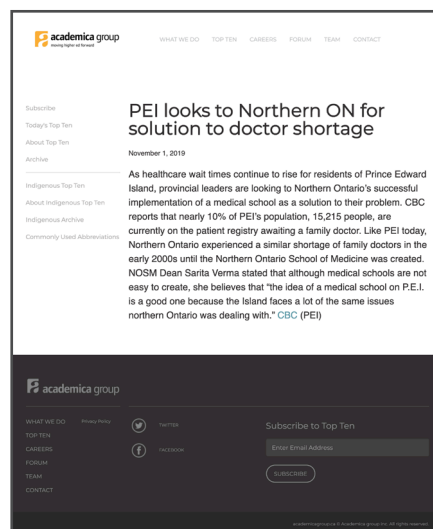 academica group
moving higher ed forward
WHAT WE DO TOP TEN CAREERS FORUM TEAM CONTACT
Subscribe
Today's Top Ten
About Top Ten
Archive
Indigenous Top Ten
About Indigenous Top Ten
Indigenous Archive
Commonly Used Abbreviations
PEI looks to Northern ON for
solution to doctor shortage
November 1, 2019
As healthcare wait times continue to rise for residents of Prince Edward
Island, provincial leaders are looking to Northern Ontario's successful
implementation of a medical school as a solution to their problem. CBC
reports that nearly 10% of PEI's population, 15,215 people, are
currently on the patient registry awaiting a family doctor. Like PEI today,
Northern Ontario experienced a similar shortage of family doctors in the
early 2000s until the Northern Ontario School of Medicine was created.
NOSM Dean Sarita Verma stated that although medical schools are not
easy to create, she believes that “the idea of a medical school on P.E.I.
is a good one because the Island faces a lot of the same issues
northern Ontario was dealing with.” CBC (PEI)
academica group
WHAT WE DO
TOP TEN
CAREERS
FORUM
TEAM
CONTACT
Privacy Policy
TWITTER
FACEBOOK
Subscribe to Top Ten
Enter Email Address
SUBSCRIBE
academicagroup.ca © Academica group inc. All rights reserved.